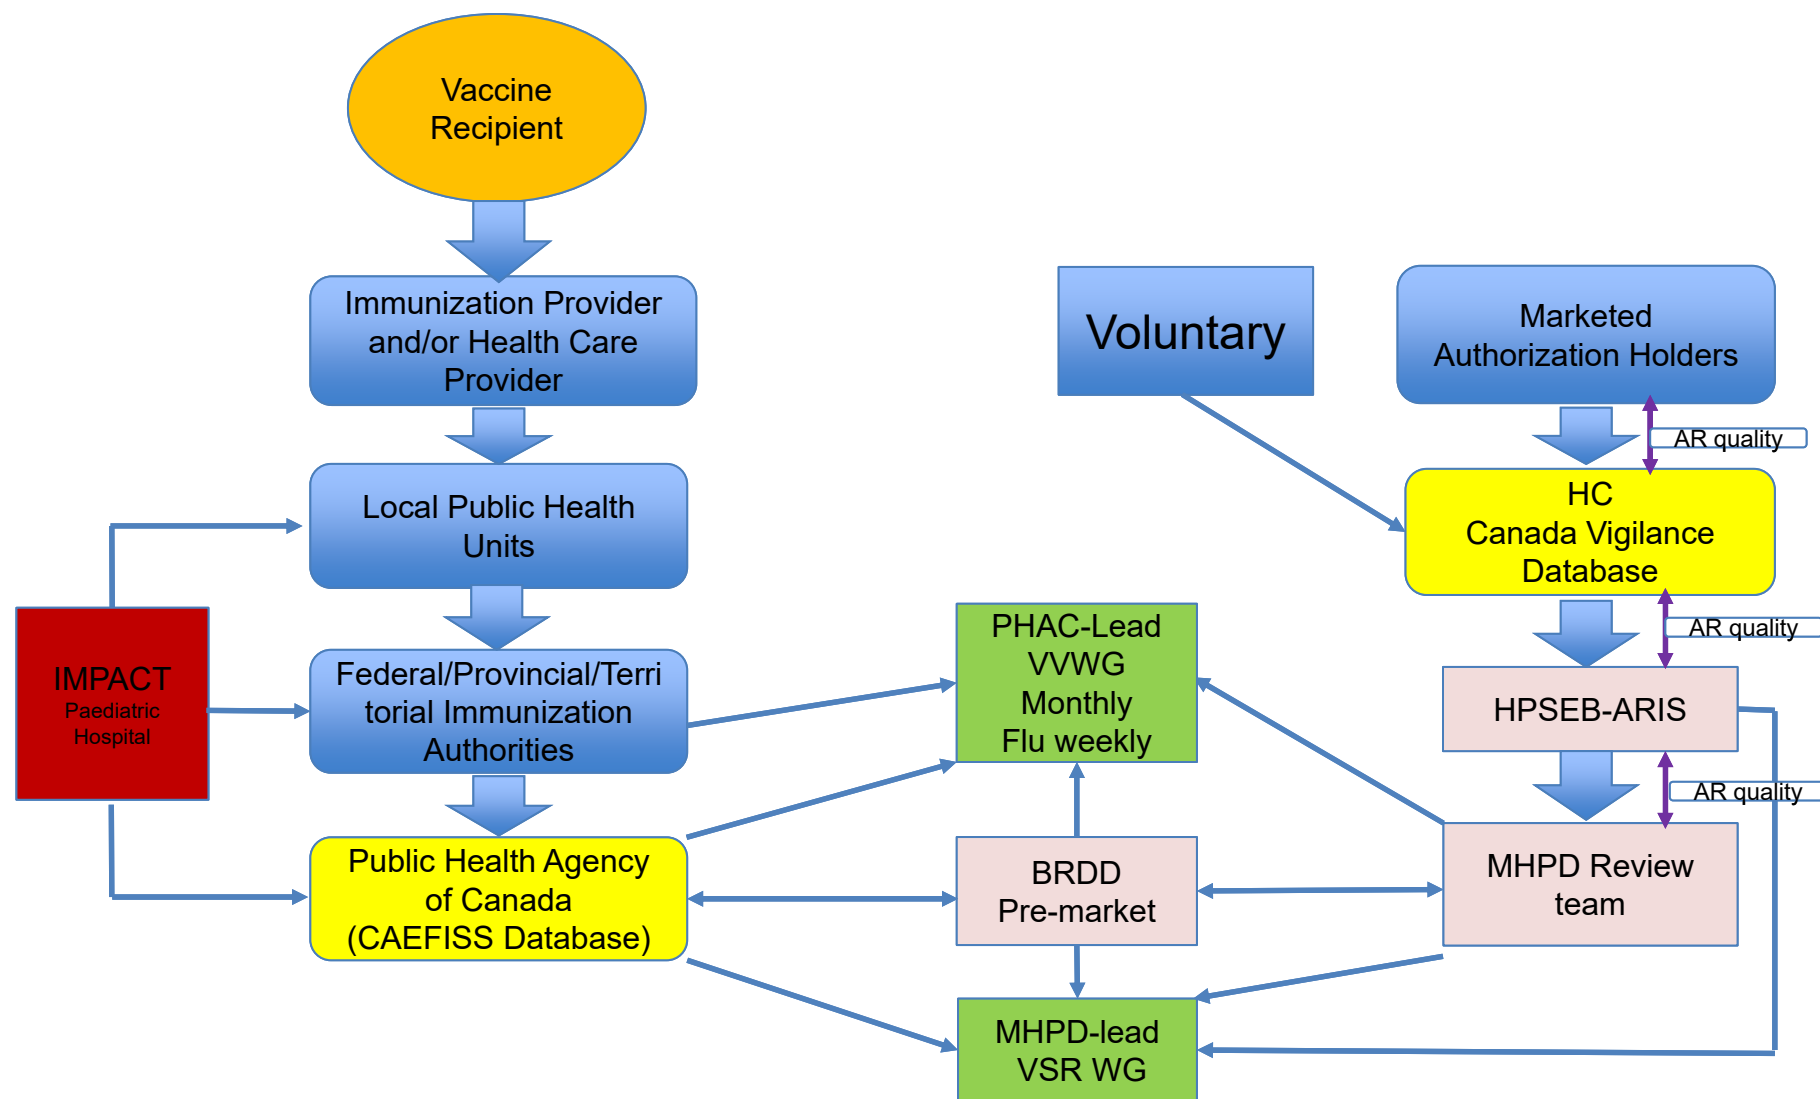 Vaccine
Recipient
Immunization Provider
and/or Health Care
Provider
Voluntary
Marketed
Authorization Holders
AR quality
Local Public Health
Units
HC
Canada Vigilance
Database
AR quality
IMPACT
Paediatric
Hospital
Federal/Provincial/Terri
torial Immunization
Authorities
PHAC-Lead
VVWG
Monthly
Flu weekly
HPSEB-ARIS
AR quality
Public Health Agency
of Canada
(CAEFISS Database)
BRDD
Pre-market
MHPD Review
team
MHPD-lead
VSR WG